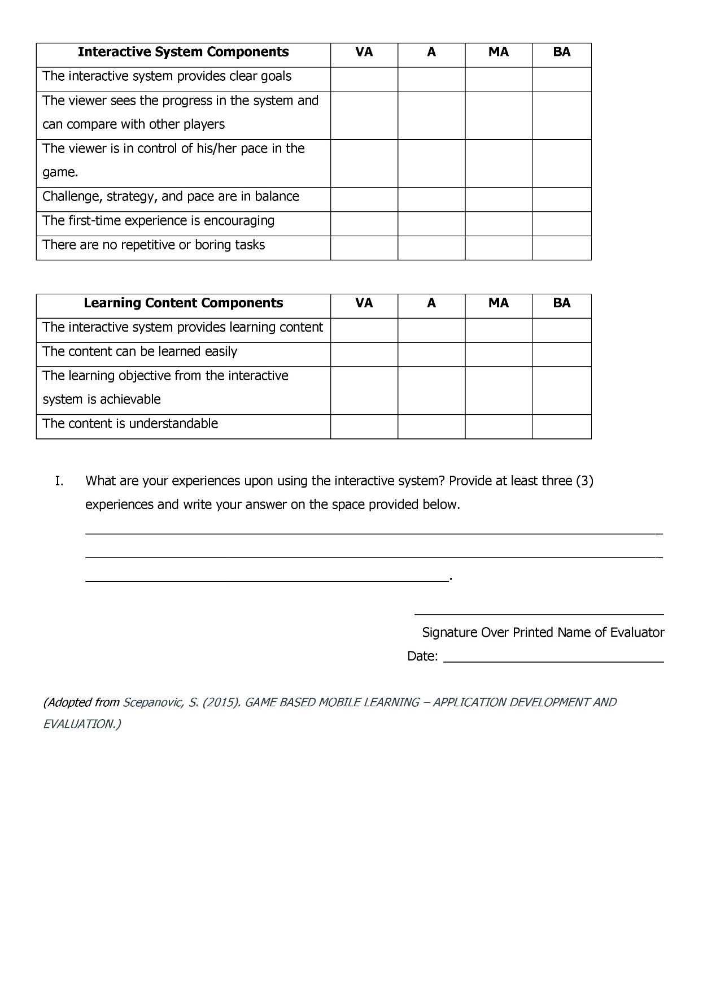 Interactive System Components VA A MA BA
The interactive system provides clear goals
The viewer sees the progress in the system and
can compare with other players
The viewer is in control of his/her pace in the
game.
Challenge, strategy, and pace are in balance
The first-time experience is encouraging
There are no repetitive or boring tasks
Learning Content Components VA A MA BA
The interactive system provides learning content
The content can be learned easily
The learning objective from the interactive
system is achievable
The content is understandable
I. What are your experiences upon using the interactive system? Provide at least three (3)
experiences and write your answer on the space provided below.
.
Signature Over Printed Name of Evaluator
Date:
(Adopted from Scepanovic, S. (2015). GAME BASED MOBILE LEARNING – APPLICATION DEVELOPMENT AND
EVALUATION.)